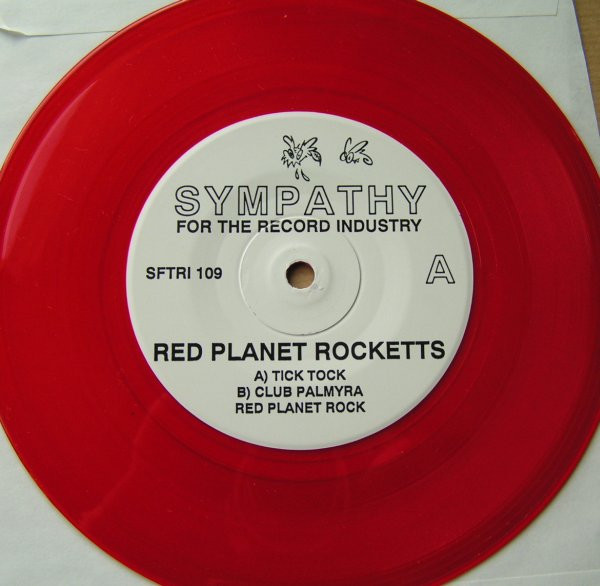 SYMPATHY
FOR THE RECORD INDUSTRY
SFTRI 109 A
RED PLANET ROCKETTS
A) TICK TOCK
B) CLUB PALMYRA
RED PLANET ROCK